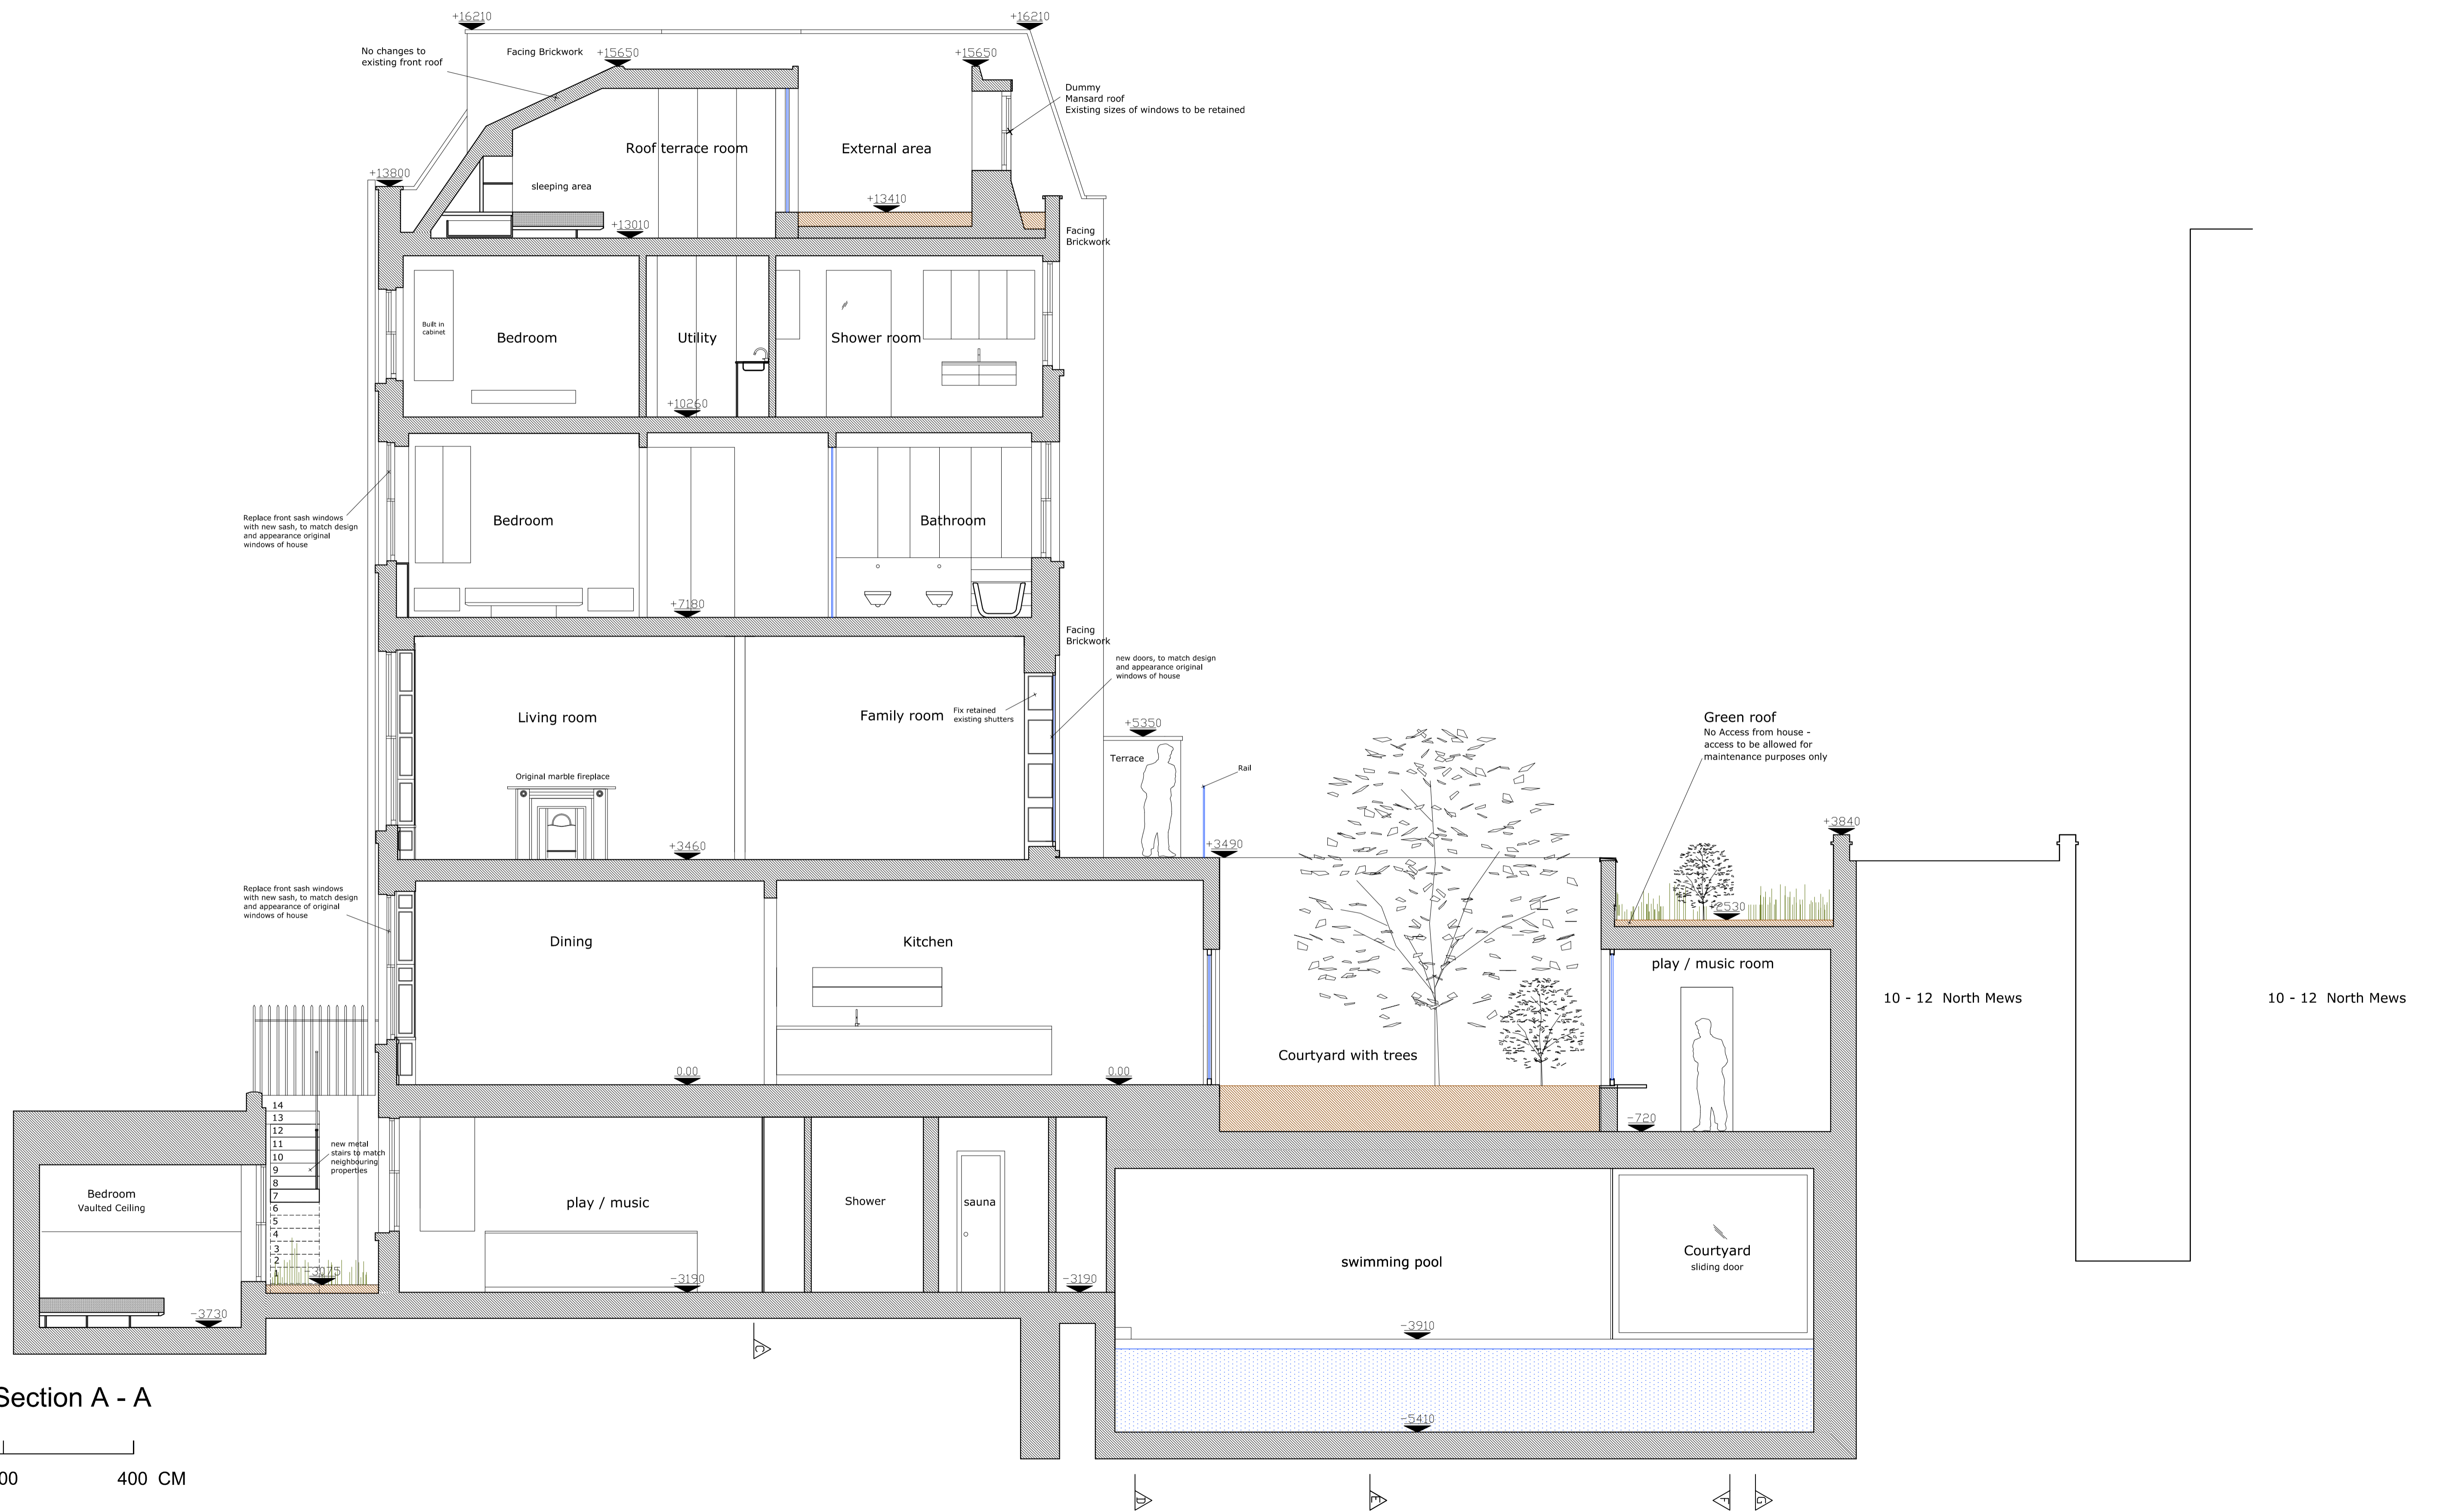 +16210
+16210
No changes to
existing front roof
Facing Brickwork
+15650
+15650
Dummy
Mansard roof
Existing sizes of windows to be retained
Roof terrace room
External area
+13800
sleeping area
+13410
+13010
Facing
Brickwork
Built in
cabinet
Bedroom
Utility
Shower room
+10260
Replace front sash windows
with new sash, to match design
and appearance original
windows of house
Bedroom
Bathroom
+7180
Facing
Brickwork
new doors, to match design
and appearance original
windows of house
Living room
Family room
Fix retained
existing shutters
Green roof
No Access from house -
access to be allowed for
maintenance purposes only
+5350
Terrace
Rail
Original marble fireplace
+3460
+3490
+3840
Replace front sash windows
with new sash, to match design
and appearance of original
windows of house
+2530
Dining
Kitchen
play / music room
10 - 12 North Mews
10 - 12 North Mews
Courtyard with trees
0.00
0.00
-720
14
13
12
11
10
9
8
7
6
5
4
3
2
1
new metal
stairs to match
neighbouring
properties
Bedroom
Vaulted Ceiling
play / music
Shower
sauna
swimming pool
Courtyard
sliding door
-3075
-3190
-3190
-3730
-3910
-5410
C
Section A - A
00
400 CM
D
E
F
G